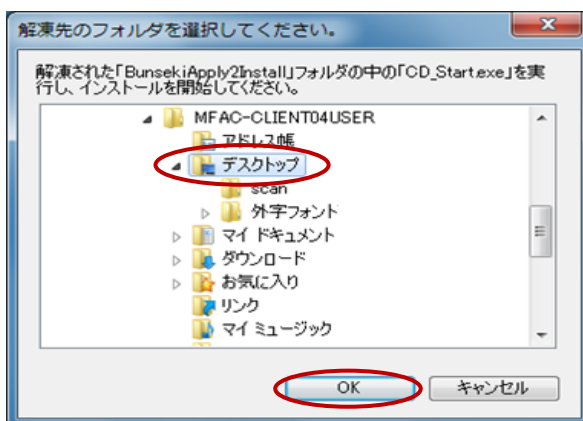 解凍先のフォルダを選択してください。
解凍された「BunsekiApply2Install」フォルダの中の「CD_Start.exe」を実
行し、インストールを開始してください。
MFAC-CLIENT04USER
アドレス帳
デスクトップ
scan
外字フォント
マイ ドキュメント
ダウンロード
お気に入り
リンク
マイ ミュージック
OK
キャンセル